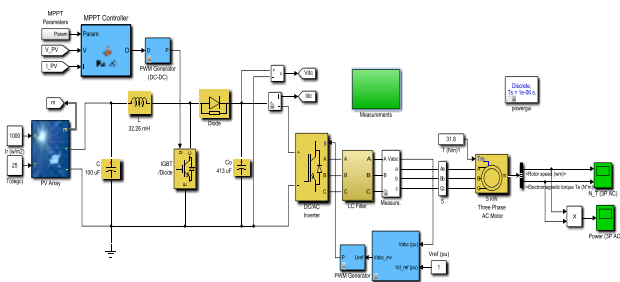 MPPT
Parameters
MPPT Controller
Param
Param
V_PV
V
D
I_PV
I
D
P
PWM Generator
(DC-DC)
Vdc
Idc
Measurements
Discrete,
Ts = 1e-06 s.
powergui
m
L
32.26 mH
Diode
1000
Ir (w/m2)
25
T(degc)
PV Array
C
100 uF
IGBT
/Diode
Co
413 uF
DC/AC
Inverter
LC Filter
A
B
C
Vabc
a
b
c
Measure..
31.8
T (Nm)1
Tm
5 kW
Three Phase
AC Motor
<Rotor speed (wm)>
<Electromagnetic torque Te (N*m)>
N_T (3P AC)
X
Power (3P AC
P
Uref
PWM Generator
Vabc_inv
Vabc (pu)
Vd_ref (pu)
Vref (pu)
1